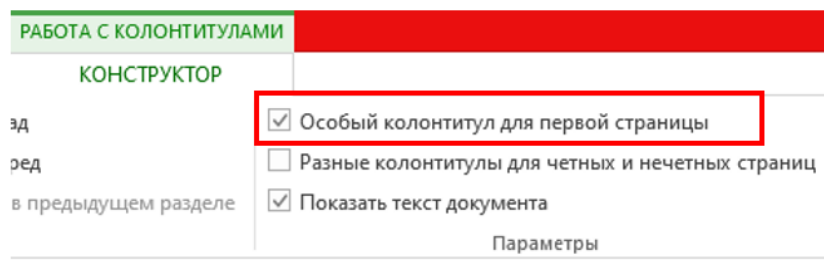 РАБОТА С КОЛОНТИТУЛАМИ
КОНСТРУКТОР
ад
Особый колонтитул для первой страницы
ред
Разные колонтитулы для четных и нечетных страниц
в предыдущем разделе
Показать текст документа
Параметры